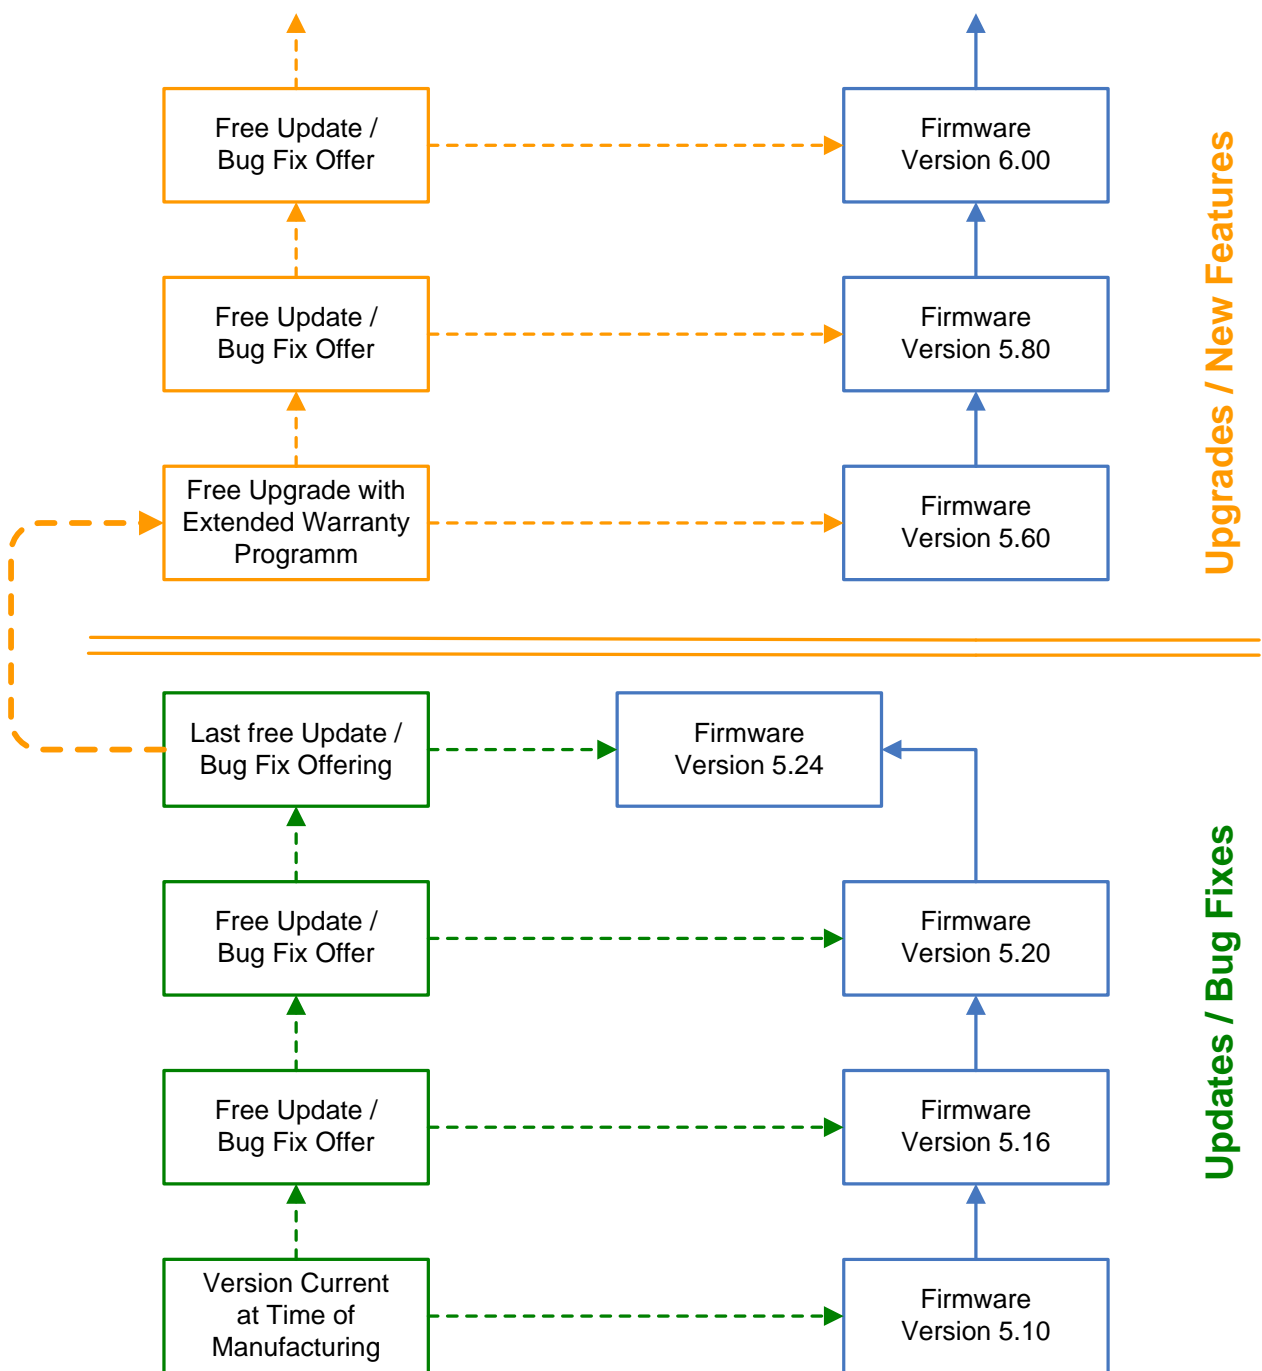 Free Update /
Bug Fix Offer
Firmware
Version 6.00
Free Update /
Bug Fix Offer
Firmware
Version 5.80
Free Upgrade with
Extended Warranty
Programm
Firmware
Version 5.60
Upgrades / New Features
Last free Update /
Bug Fix Offering
Firmware
Version 5.24
Free Update /
Bug Fix Offer
Firmware
Version 5.20
Free Update /
Bug Fix Offer
Firmware
Version 5.16
Version Current
at Time of
Manufacturing
Firmware
Version 5.10
Updates / Bug Fixes